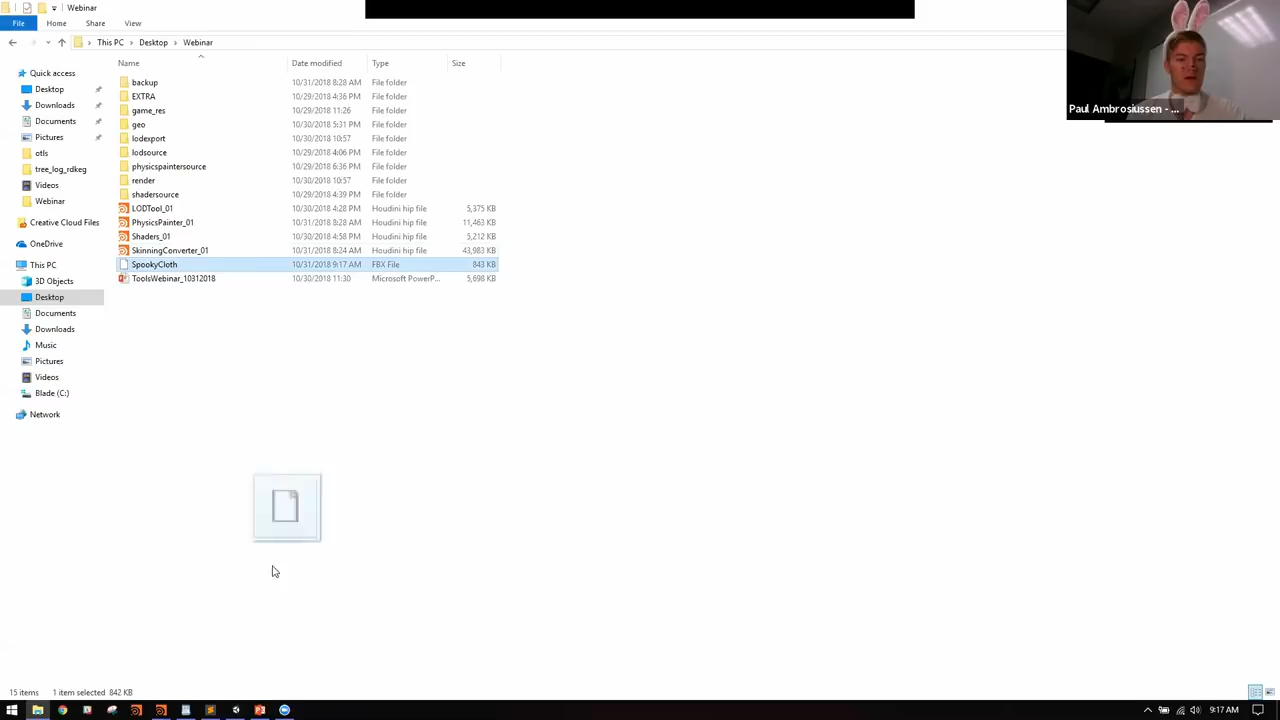 Webinar
File Home Share View
This PC Desktop Webinar
Name Date modified Type Size
Quick access
Desktop
Downloads
Documents
Pictures
otls
tree_log_rdkeg
Videos
Webinar
Creative Cloud Files
OneDrive
This PC
3D Objects
Desktop
Documents
Downloads
Music
Pictures
Videos
Blade (C:)
Network
backup 10/31/2018 8:28 AM File folder
EXTRA 10/29/2018 4:36 PM File folder
game_res 10/29/2018 11:26 File folder
geo 10/30/2018 5:31 PM File folder
lodexport 10/30/2018 10:57 File folder
lodsource 10/29/2018 4:06 PM File folder
physicspaintersource 10/29/2018 6:36 PM File folder
render 10/30/2018 10:57 File folder
shadersource 10/29/2018 4:39 PM File folder
LODTool_01 10/30/2018 4:28 PM Houdini hip file 5,375 KB
PhysicsPainter_01 10/31/2018 8:28 AM Houdini hip file 11,463 KB
Shaders_01 10/30/2018 4:58 PM Houdini hip file 5,212 KB
SkinningConverter_01 10/31/2018 8:24 AM Houdini hip file 43,983 KB
SpookyCloth 10/31/2018 9:17 AM FBX File 843 KB
ToolsWebinar_10312018 10/30/2018 11:30 Microsoft PowerP... 5,698 KB
Paul Ambrosiussen - ...
15 items 1 item selected 842 KB
9:17 AM